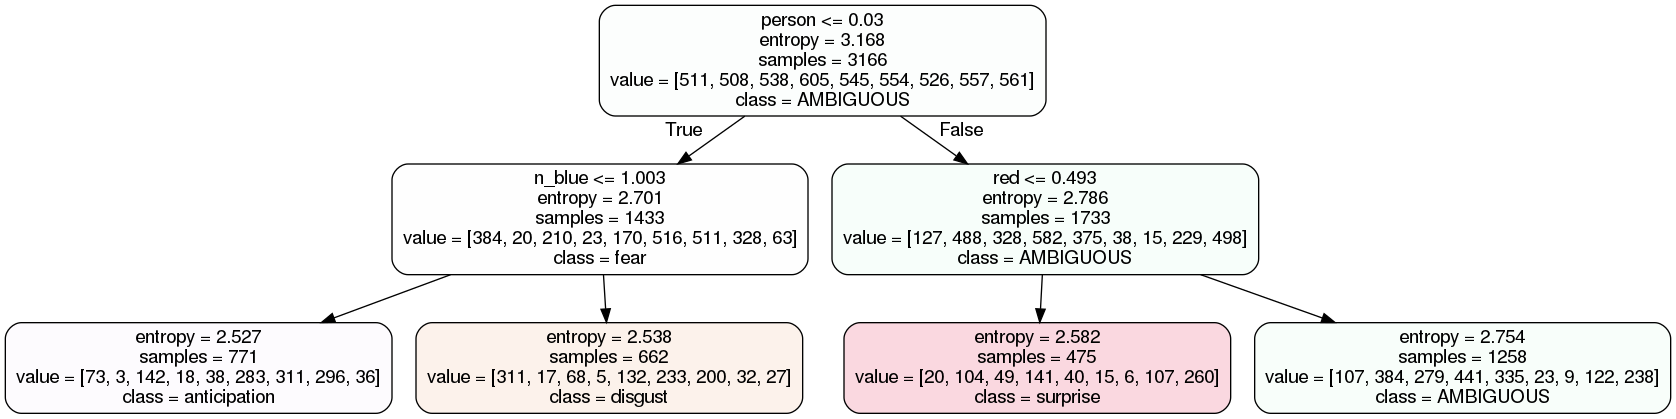 person <= 0.03
entropy = 3.168
samples = 3166
value = [511, 508, 538, 605, 545, 554, 526, 557, 561]
class = AMBIGUOUS
True
False
n_blue <= 1.003
entropy = 2.701
samples = 1433
value = [384, 20, 210, 23, 170, 516, 511, 328, 63]
class = fear
red <= 0.493
entropy = 2.786
samples = 1733
value = [127, 488, 328, 582, 375, 38, 15, 229, 498]
class = AMBIGUOUS
entropy = 2.527
samples = 771
value = [73, 3, 142, 18, 38, 283, 311, 296, 36]
class = anticipation
entropy = 2.538
samples = 662
value = [311, 17, 68, 5, 132, 233, 200, 32, 27]
class = disgust
entropy = 2.582
samples = 475
value = [20, 104, 49, 141, 40, 15, 6, 107, 260]
class = surprise
entropy = 2.754
samples = 1258
value = [107, 384, 279, 441, 335, 23, 9, 122, 238]
class = AMBIGUOUS